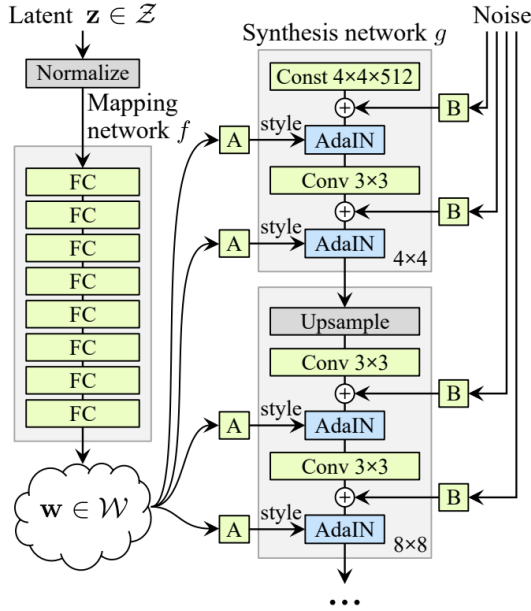 Latent z ∈ 𝒵
Normalize
Mapping
network f
FC
FC
FC
FC
FC
FC
FC
FC
w ∈ 𝒲
Synthesis network g
Noise
Const 4×4×512
B
A
style
AdaIN
Conv 3×3
B
A
style
AdaIN
4×4
Upsample
Conv 3×3
B
A
style
AdaIN
Conv 3×3
B
A
style
AdaIN
8×8
...